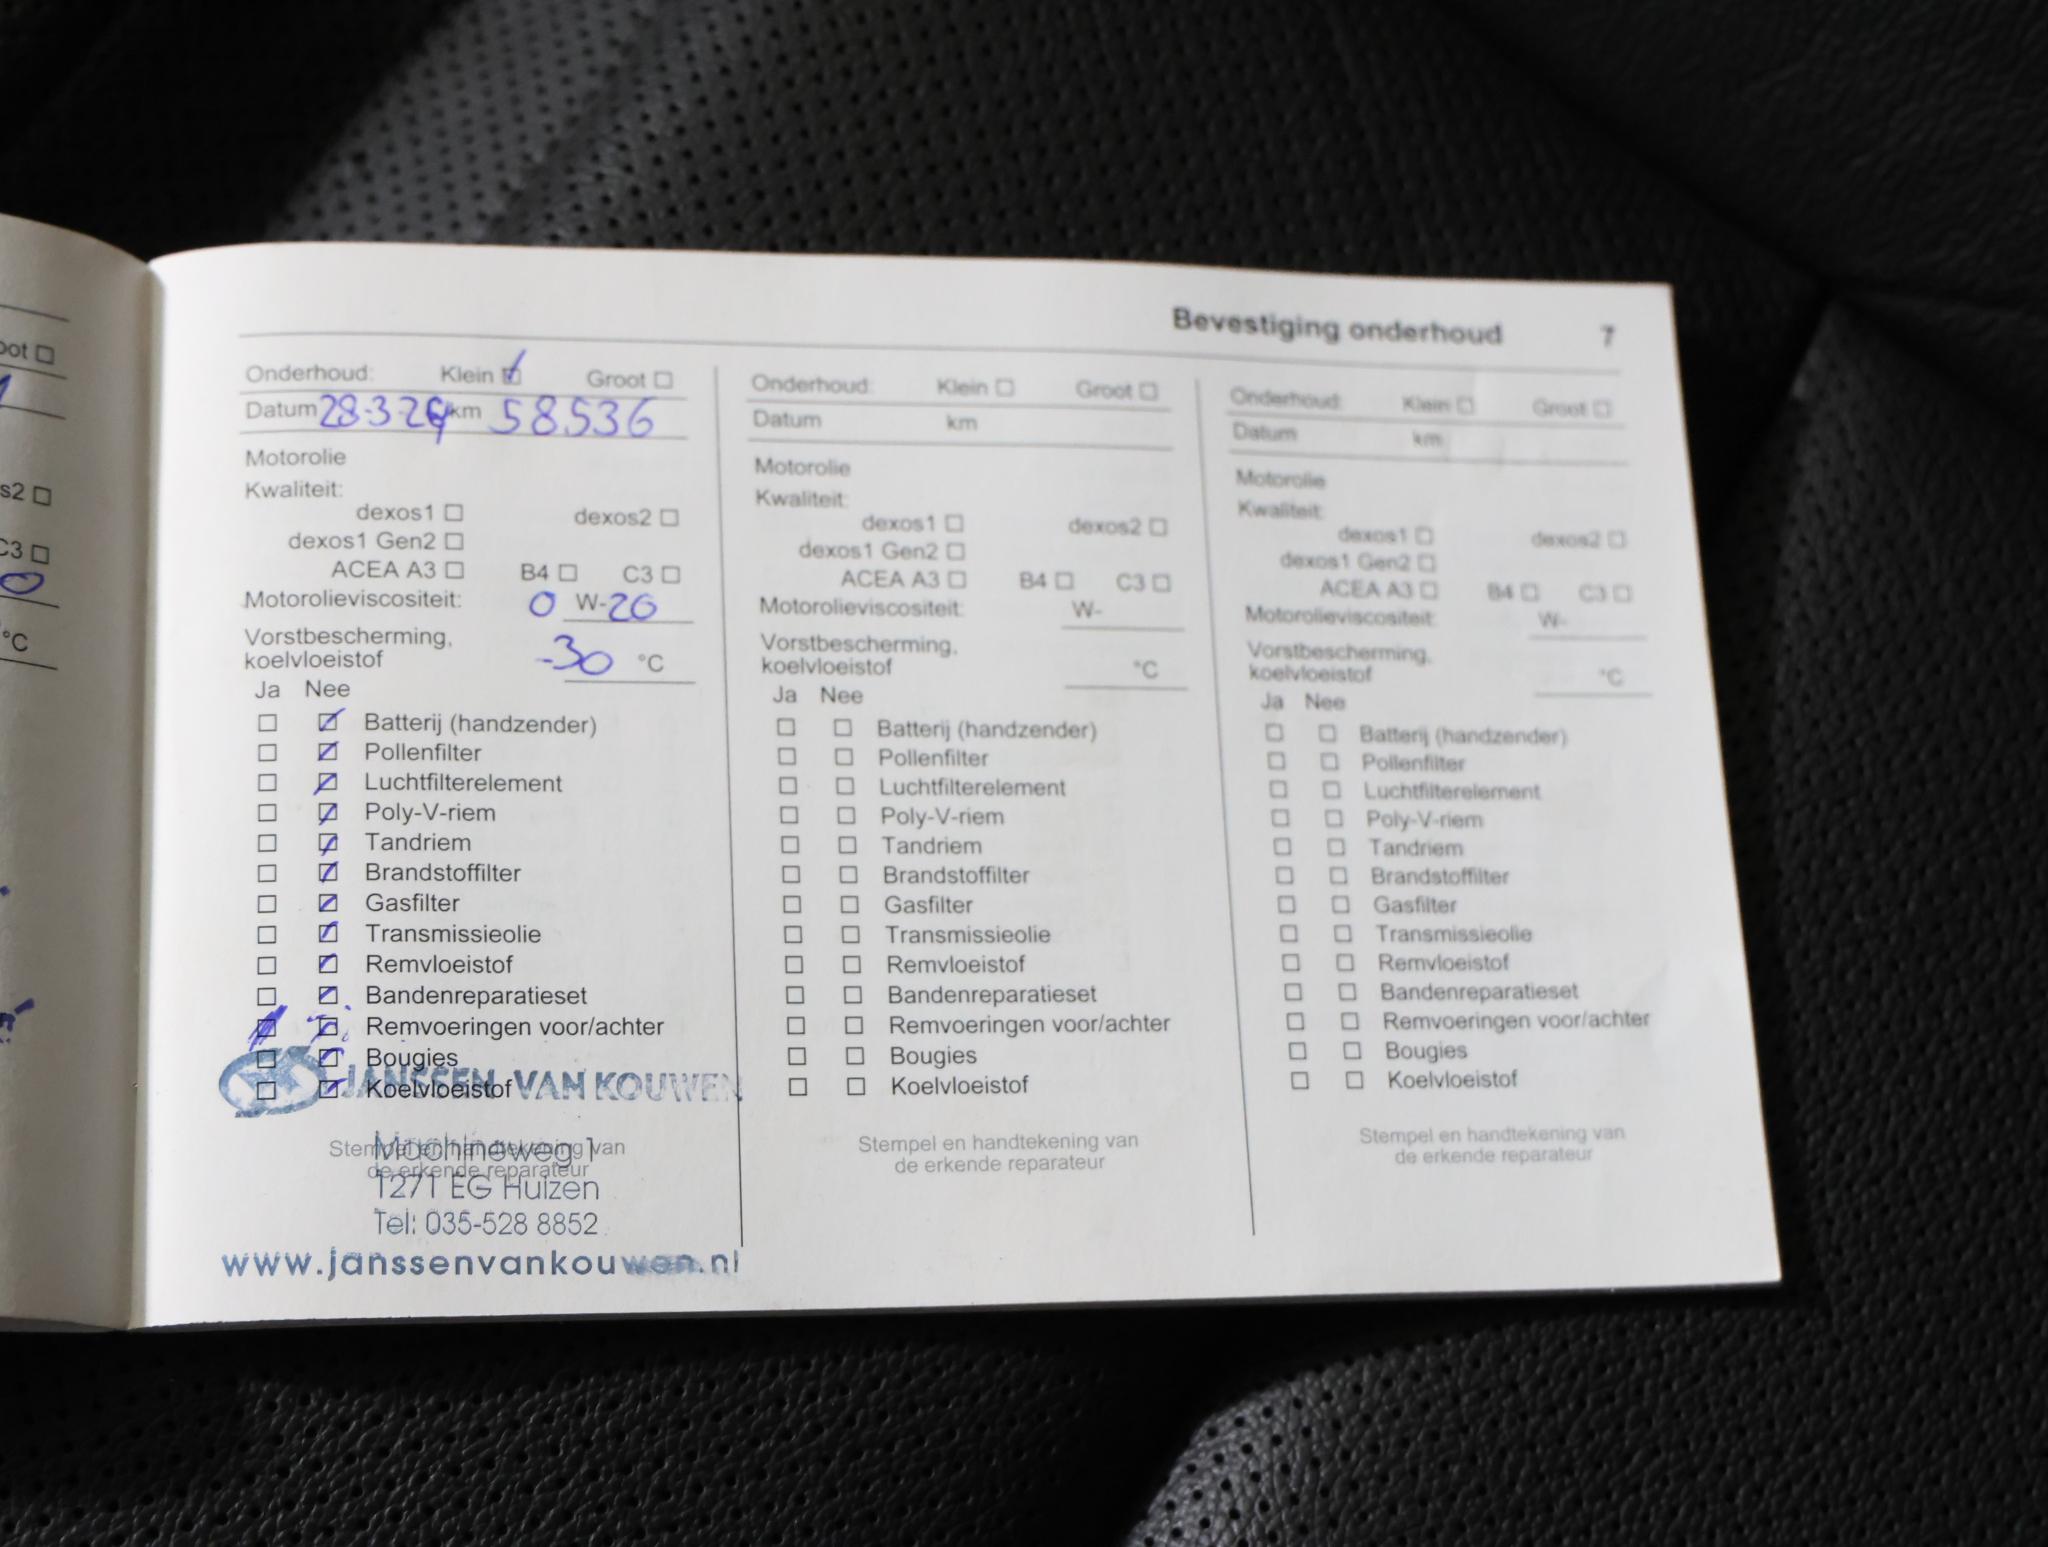 oot
s2
C3
0
°C
Bevestiging onderhoud 7
Onderhoud: Klein Groot
Datum 28-3-24 km 58536
Motorolie
Kwaliteit:
dexos1 dexos2
dexos1 Gen2
ACEA A3 B4 C3
Motorolieviscositeit: 0 W-20
Vorstbescherming,
koelvloeistof -30 °C
Ja Nee
Batterij (handzender)
Pollenfilter
Luchtfilterelement
Poly-V-riem
Tandriem
Brandstoffilter
Gasfilter
Transmissieolie
Remvloeistof
Bandenreparatieset
Remvoeringen voor/achter
Bougies
Koelvloeistof
JANSSEN VAN KOUWEN
Stempel en handtekening van
de erkende reparateur
Machineweg 1
1271 EG Huizen
Tel: 035-528 8852
www.janssenvankouwen.nl
Onderhoud: Klein Groot
Datum km
Motorolie
Kwaliteit:
dexos1 dexos2
dexos1 Gen2
ACEA A3 B4 C3
Motorolieviscositeit: W-
Vorstbescherming,
koelvloeistof °C
Ja Nee
Batterij (handzender)
Pollenfilter
Luchtfilterelement
Poly-V-riem
Tandriem
Brandstoffilter
Gasfilter
Transmissieolie
Remvloeistof
Bandenreparatieset
Remvoeringen voor/achter
Bougies
Koelvloeistof
Stempel en handtekening van
de erkende reparateur
Onderhoud: Klein Groot
Datum km
Motorolie
Kwaliteit:
dexos1 dexos2
dexos1 Gen2
ACEA A3 B4 C3
Motorolieviscositeit: W-
Vorstbescherming,
koelvloeistof °C
Ja Nee
Batterij (handzender)
Pollenfilter
Luchtfilterelement
Poly-V-riem
Tandriem
Brandstoffilter
Gasfilter
Transmissieolie
Remvloeistof
Bandenreparatieset
Remvoeringen voor/achter
Bougies
Koelvloeistof
Stempel en handtekening van
de erkende reparateur